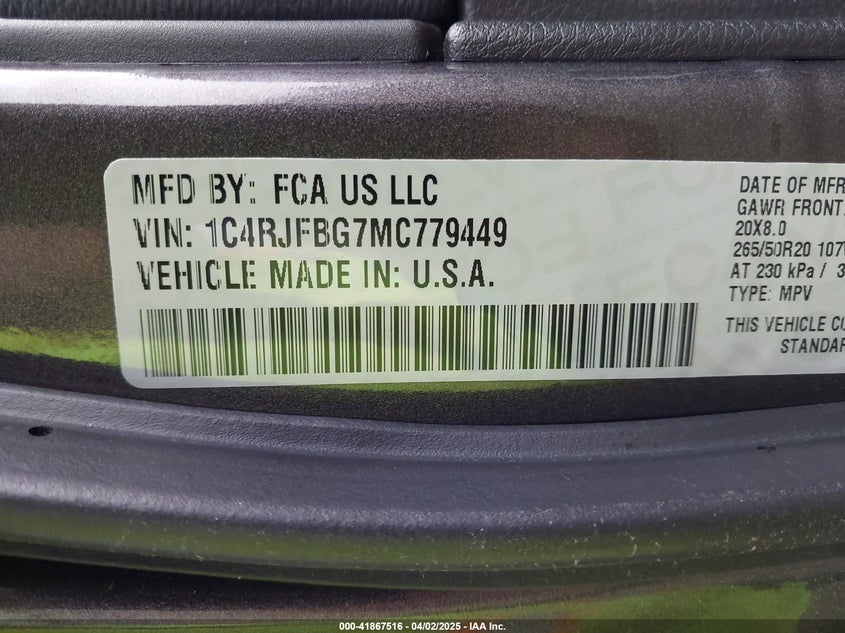 MFD BY: FCA US LLC
VIN: 1C4RJFBG7MC779449
VEHICLE MADE IN: U.S.A.
DATE OF MFR
GAWR FRONT
20X8.0
265/50R20 107
AT 230 kPa / 3
TYPE: MPV
THIS VEHICLE CO
STANDAR
000-41867516 04/02/2025 - IAA Inc.